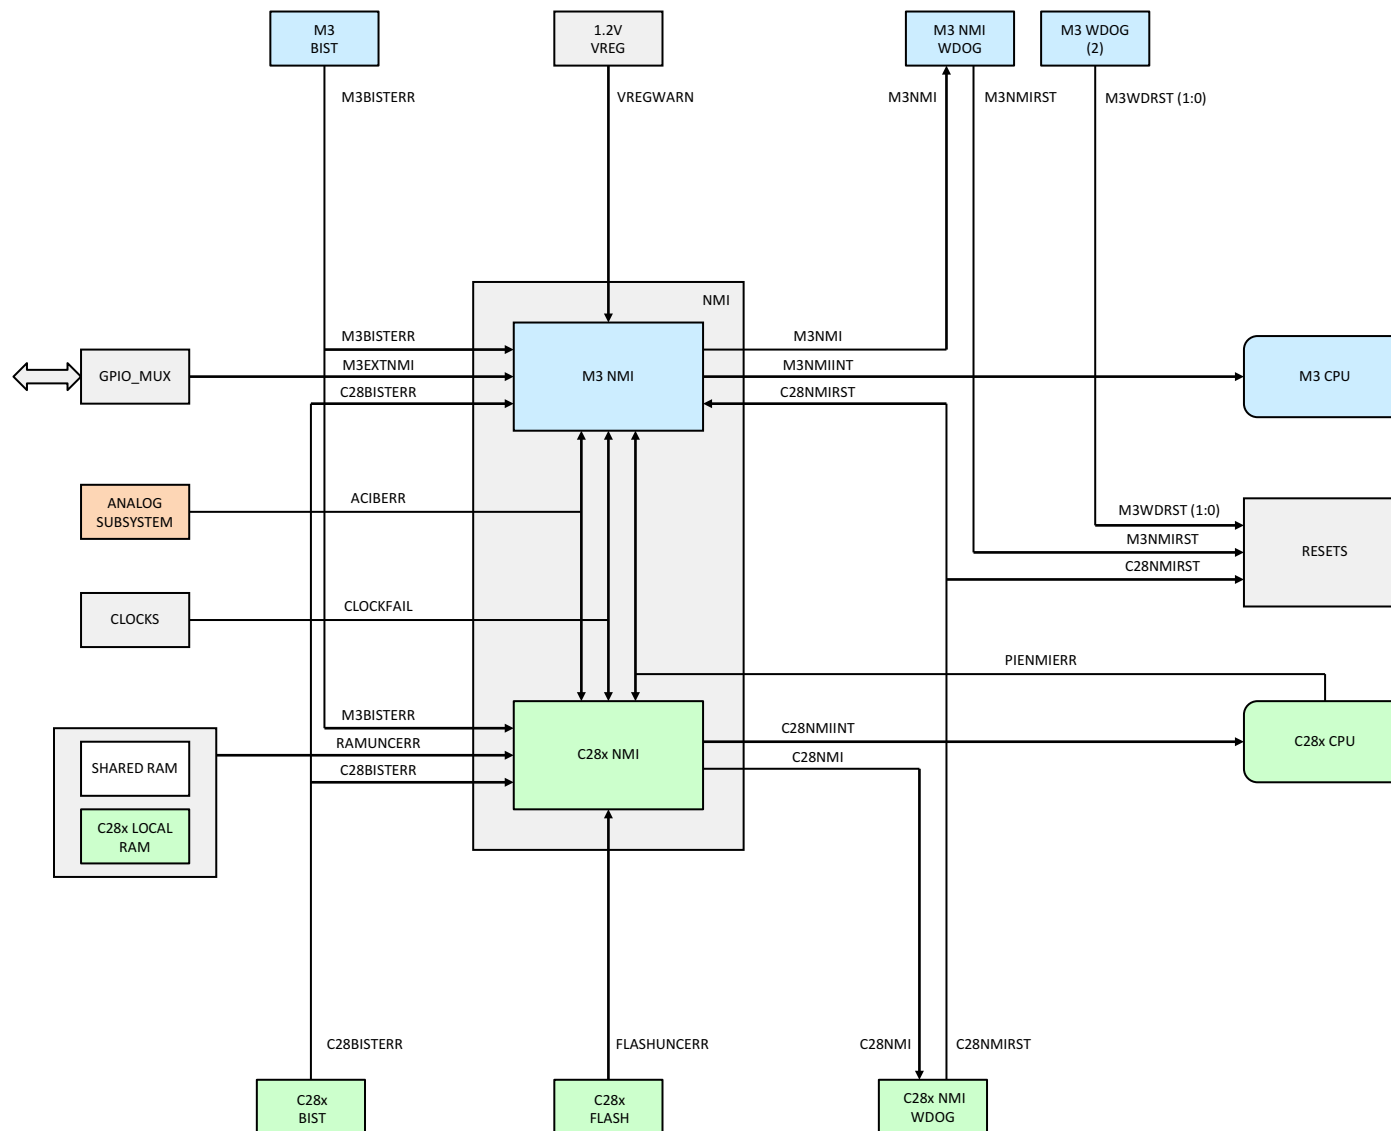 M3
BIST
1.2V
VREG
M3 NMI
WDOG
M3 WDOG
(2)
M3BISTERR
VREGWARN
M3NMI
M3NMIRST
M3WDRST (1:0)
NMI
M3BISTERR
M3NMI
M3EXTNMI
M3NMIINT
GPIO_MUX
M3 NMI
M3 CPU
C28BISTERR
C28NMIRST
ANALOG
SUBSYSTEM
ACIBERR
M3WDRST (1:0)
M3NMIRST
RESETS
C28NMIRST
CLOCKS
CLOCKFAIL
PIENMIERR
M3BISTERR
C28NMIINT
RAMUNCERR
C28x NMI
C28x CPU
C28NMI
SHARED RAM
C28BISTERR
C28x LOCAL
RAM
C28BISTERR
FLASHUNCERR
C28NMI
C28NMIRST
C28x
BIST
C28x
FLASH
C28x NMI
WDOG